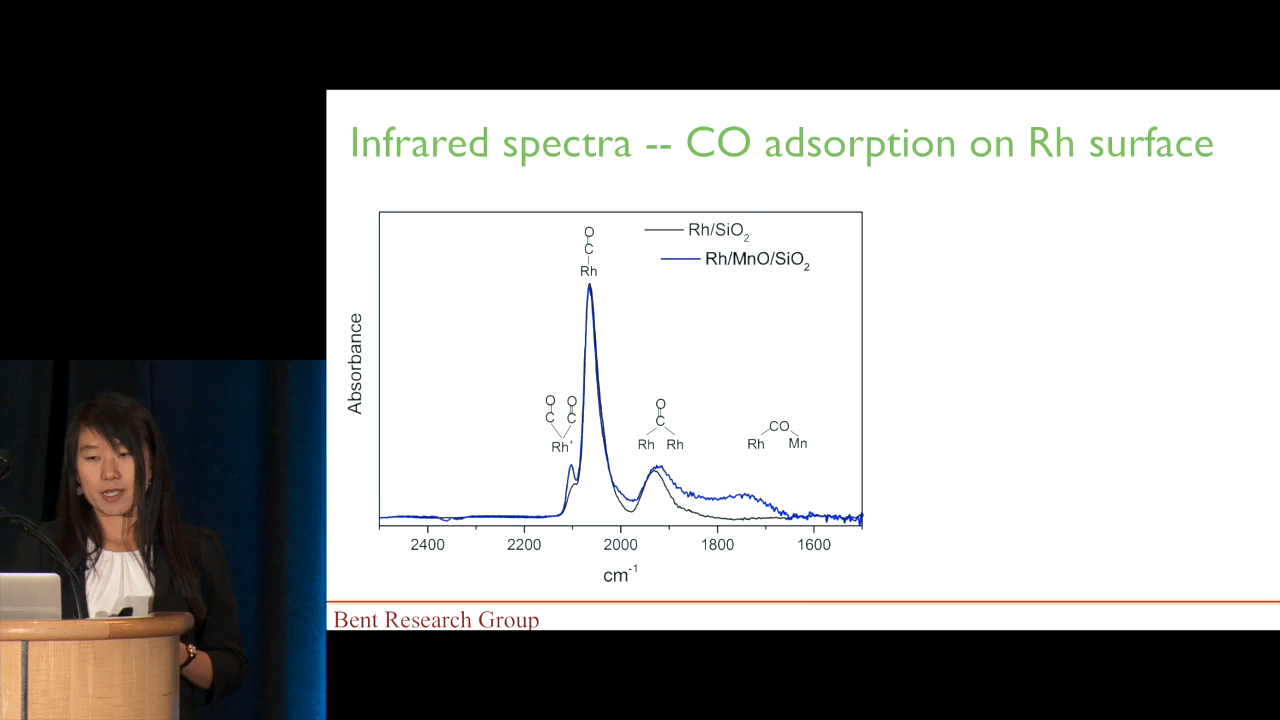 Infrared spectra -- CO adsorption on Rh surface
Rh/SiO2
Rh/MnO/SiO2
O
C
Rh
Absorbance
O O
C C
Rh+
O
C
Rh Rh
CO
Rh Mn
2400 2200 2000 1800 1600
cm-1
Bent Research Group